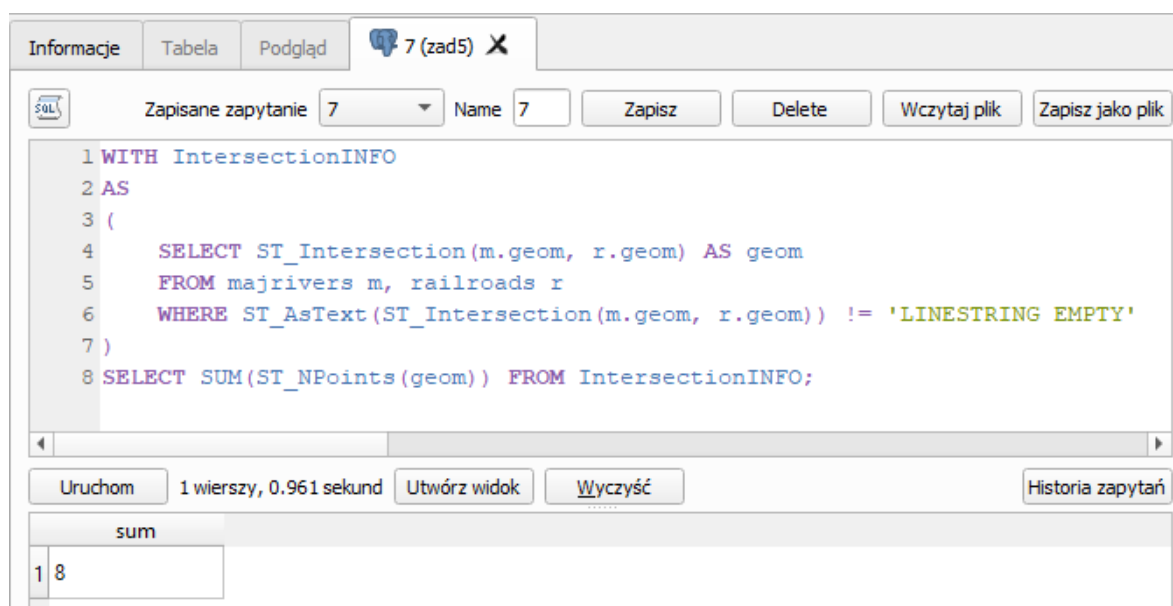 Informacje Tabela Podgląd 7 (zad5)
SQL Zapisane zapytanie 7 Name 7 Zapisz Delete Wczytaj plik Zapisz jako plik
1 WITH IntersectionINFO
2 AS
3 (
4 SELECT ST_Intersection(m.geom, r.geom) AS geom
5 FROM majrivers m, railroads r
6 WHERE ST_AsText(ST_Intersection(m.geom, r.geom)) != 'LINESTRING EMPTY'
7 )
8 SELECT SUM(ST_NPoints(geom)) FROM IntersectionINFO;
Uruchom 1 wierszy, 0.961 sekund Utwórz widok Wyczyść Historia zapytań
sum
1 8